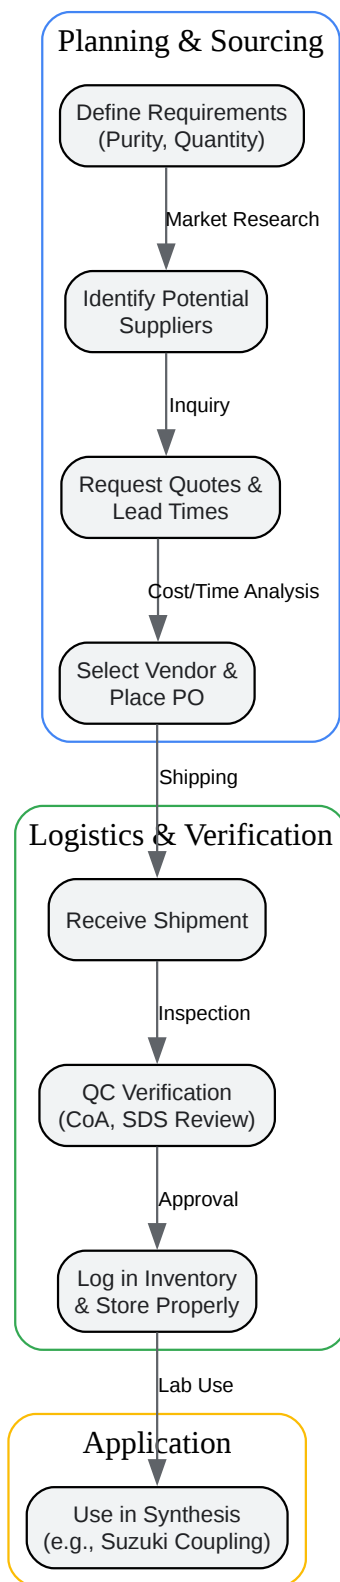 Planning & Sourcing
Define Requirements
(Purity, Quantity)
Market Research
Identify Potential
Suppliers
Inquiry
Request Quotes &
Lead Times
Cost/Time Analysis
Select Vendor &
Place PO
Shipping
Logistics & Verification
Receive Shipment
Inspection
QC Verification
(CoA, SDS Review)
Approval
Log in Inventory
& Store Properly
Lab Use
Application
Use in Synthesis
(e.g., Suzuki Coupling)